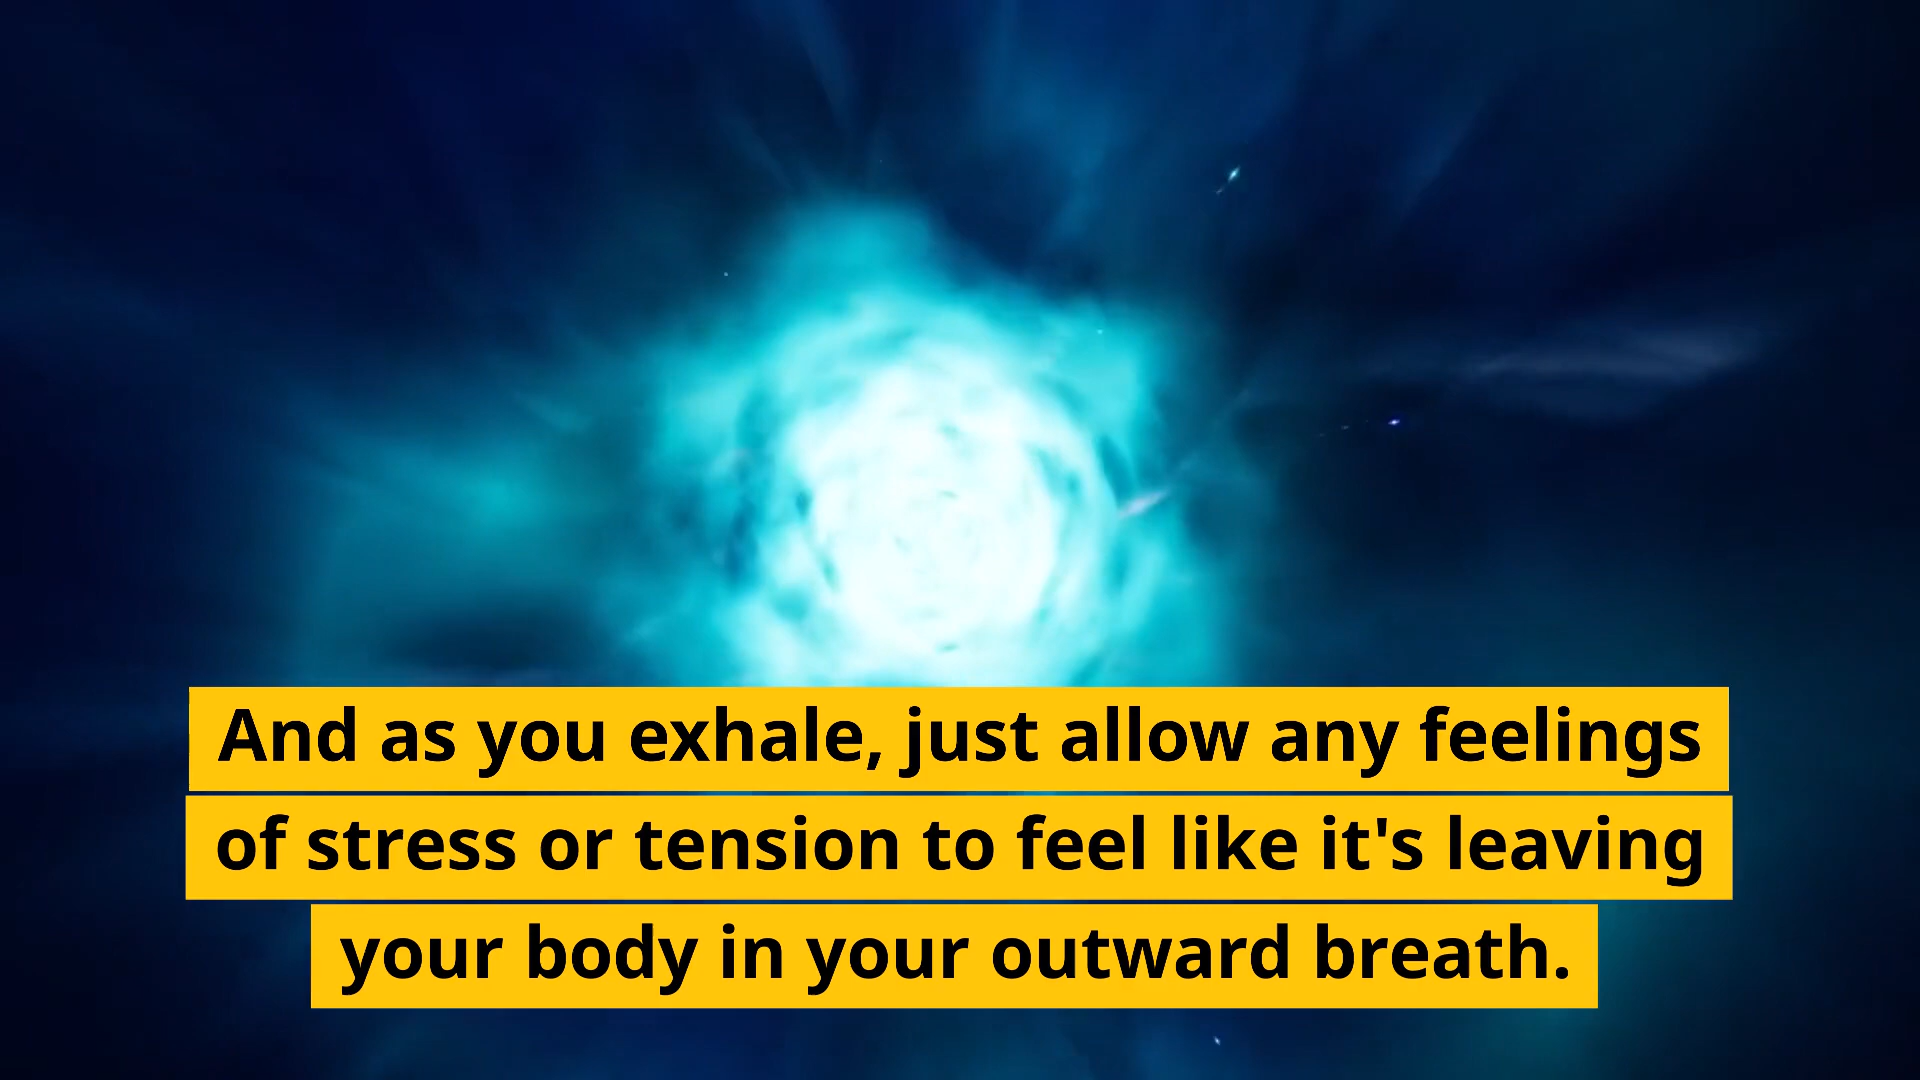 And as you exhale, just allow any feelings
of stress or tension to feel like it's leaving
your body in your outward breath.